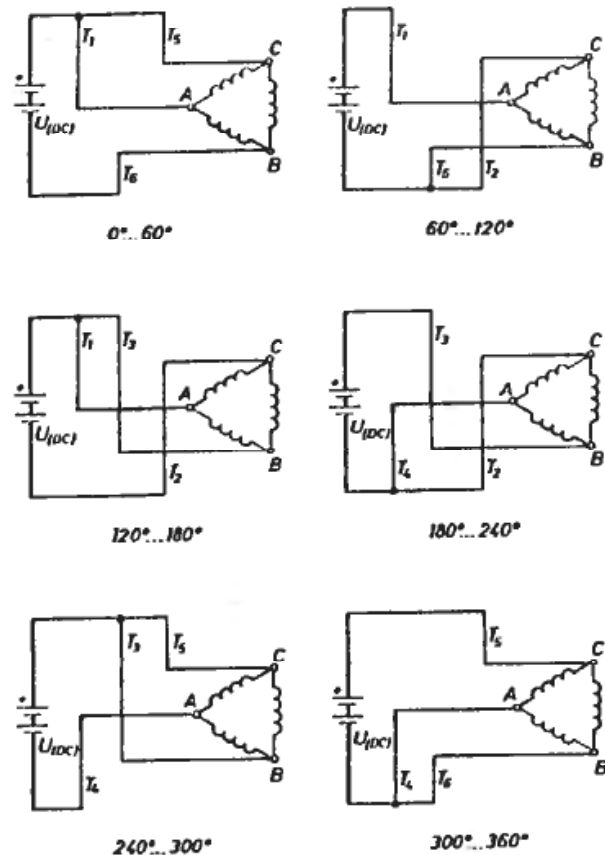 T₁
T₅
C
+
A
U(DC)
T₆
B
0°...60°
T₁
C
+
A
U(DC)
T₂
B
60°...120°
T₁
T₃
C
+
A
U(DC)
T₂
B
120°...180°
T₃
C
+
A
U(DC)
T₄
T₂
B
180°...240°
T₃
T₅
C
+
A
U(DC)
T₄
B
240°...300°
T₅
C
+
A
U(DC)
T₄
T₆
B
300°...360°